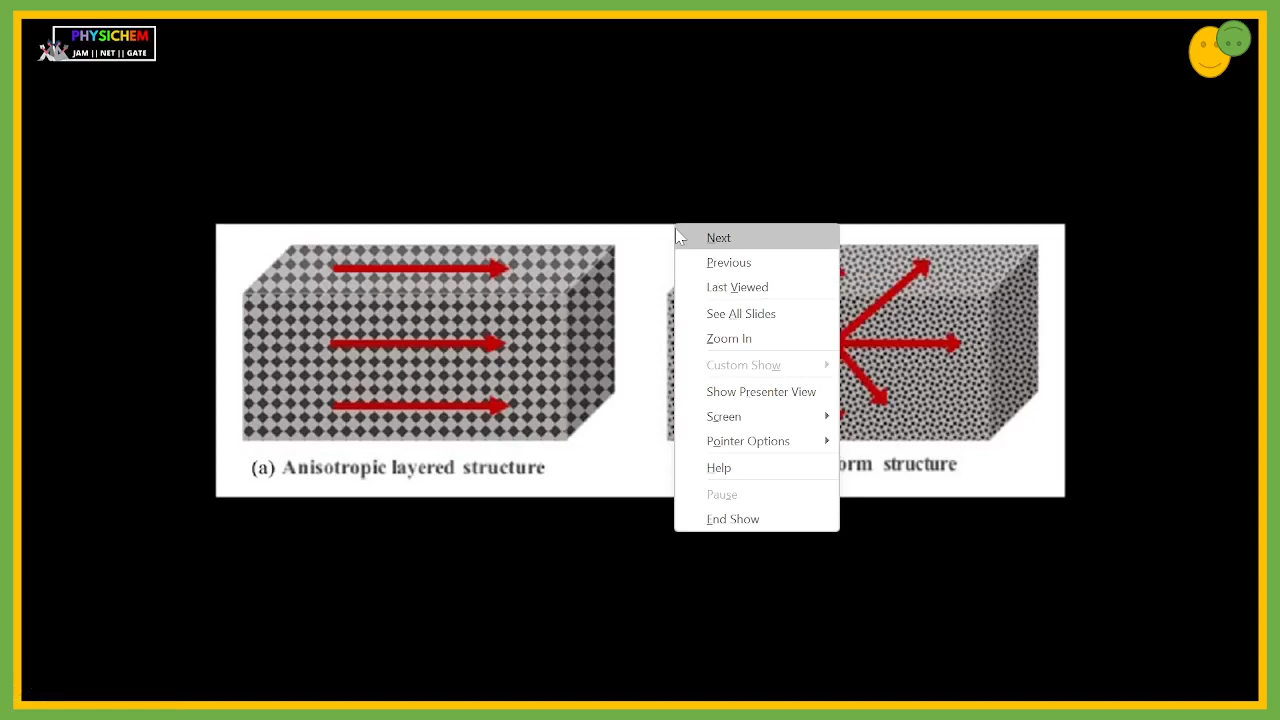 PHYSICHEM
JAM || NET || GATE
Next
Previous
Last Viewed
See All Slides
Zoom In
Custom Show
Show Presenter View
Screen
Pointer Options
Help
Pause
End Show
(a) Anisotropic layered structure
structure